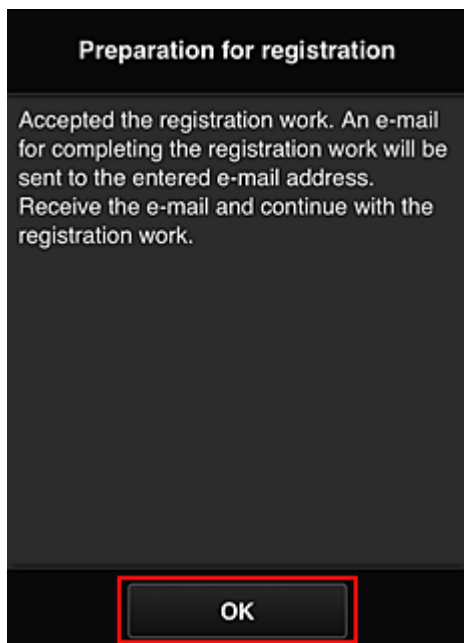 Preparation for registration
Accepted the registration work. An e-mail
for completing the registration work will be
sent to the entered e-mail address.
Receive the e-mail and continue with the
registration work.
OK